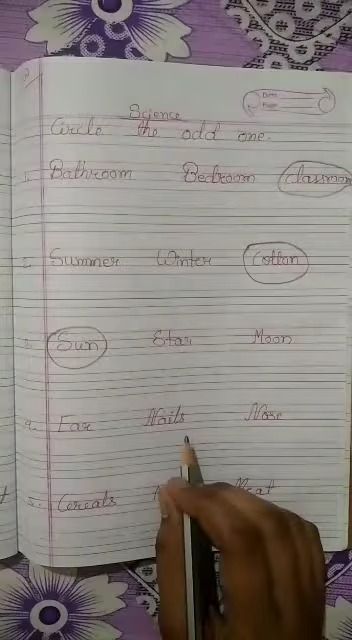 Science
Circle the odd one.
1. Bathroom Bedroom Classroom
2. Summer Winter Cotton
3. Sun Star Moon
4. Ear Nails Nose
5. Cereals Meat